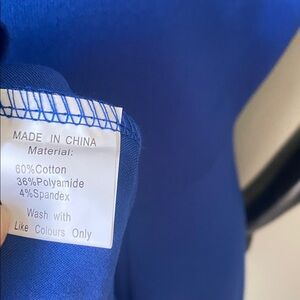 MADE IN CHINA
Material:
60%Cotton
36%Polyamide
4%Spandex
Wash with
Like Colours Only